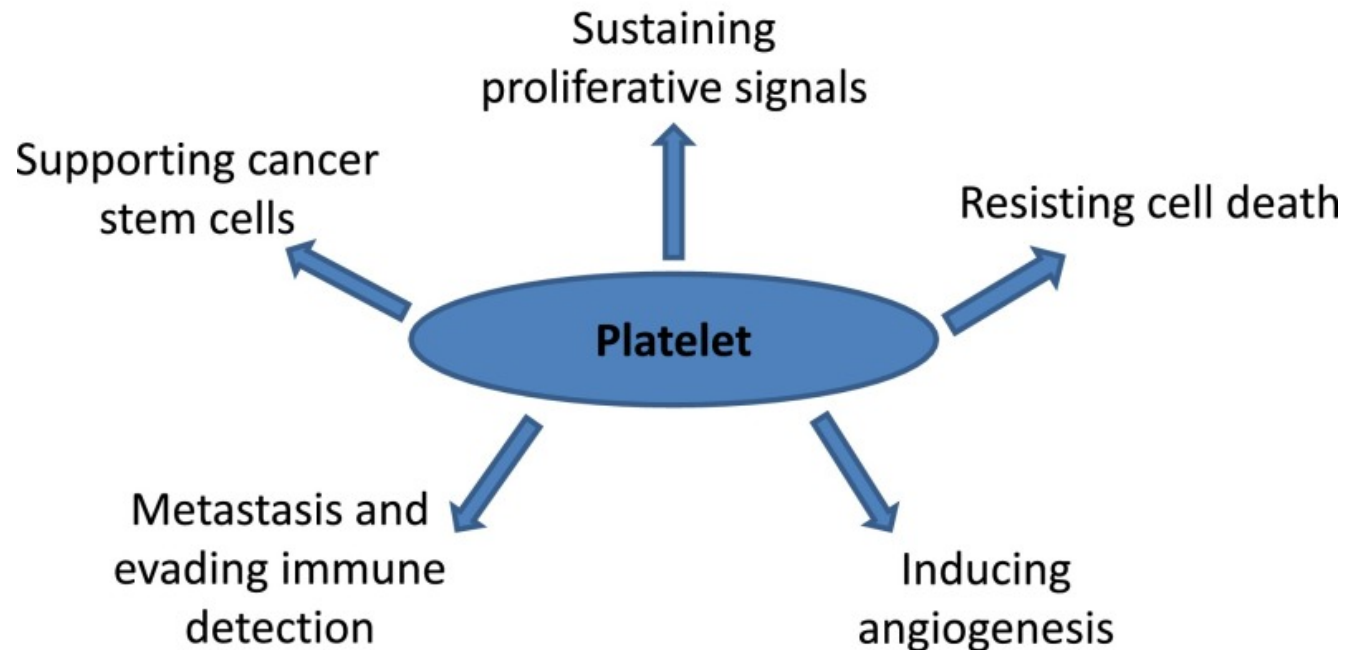 Sustaining
proliferative signals
Supporting cancer
stem cells
Resisting cell death
Platelet
Metastasis and
evading immune
detection
Inducing
angiogenesis